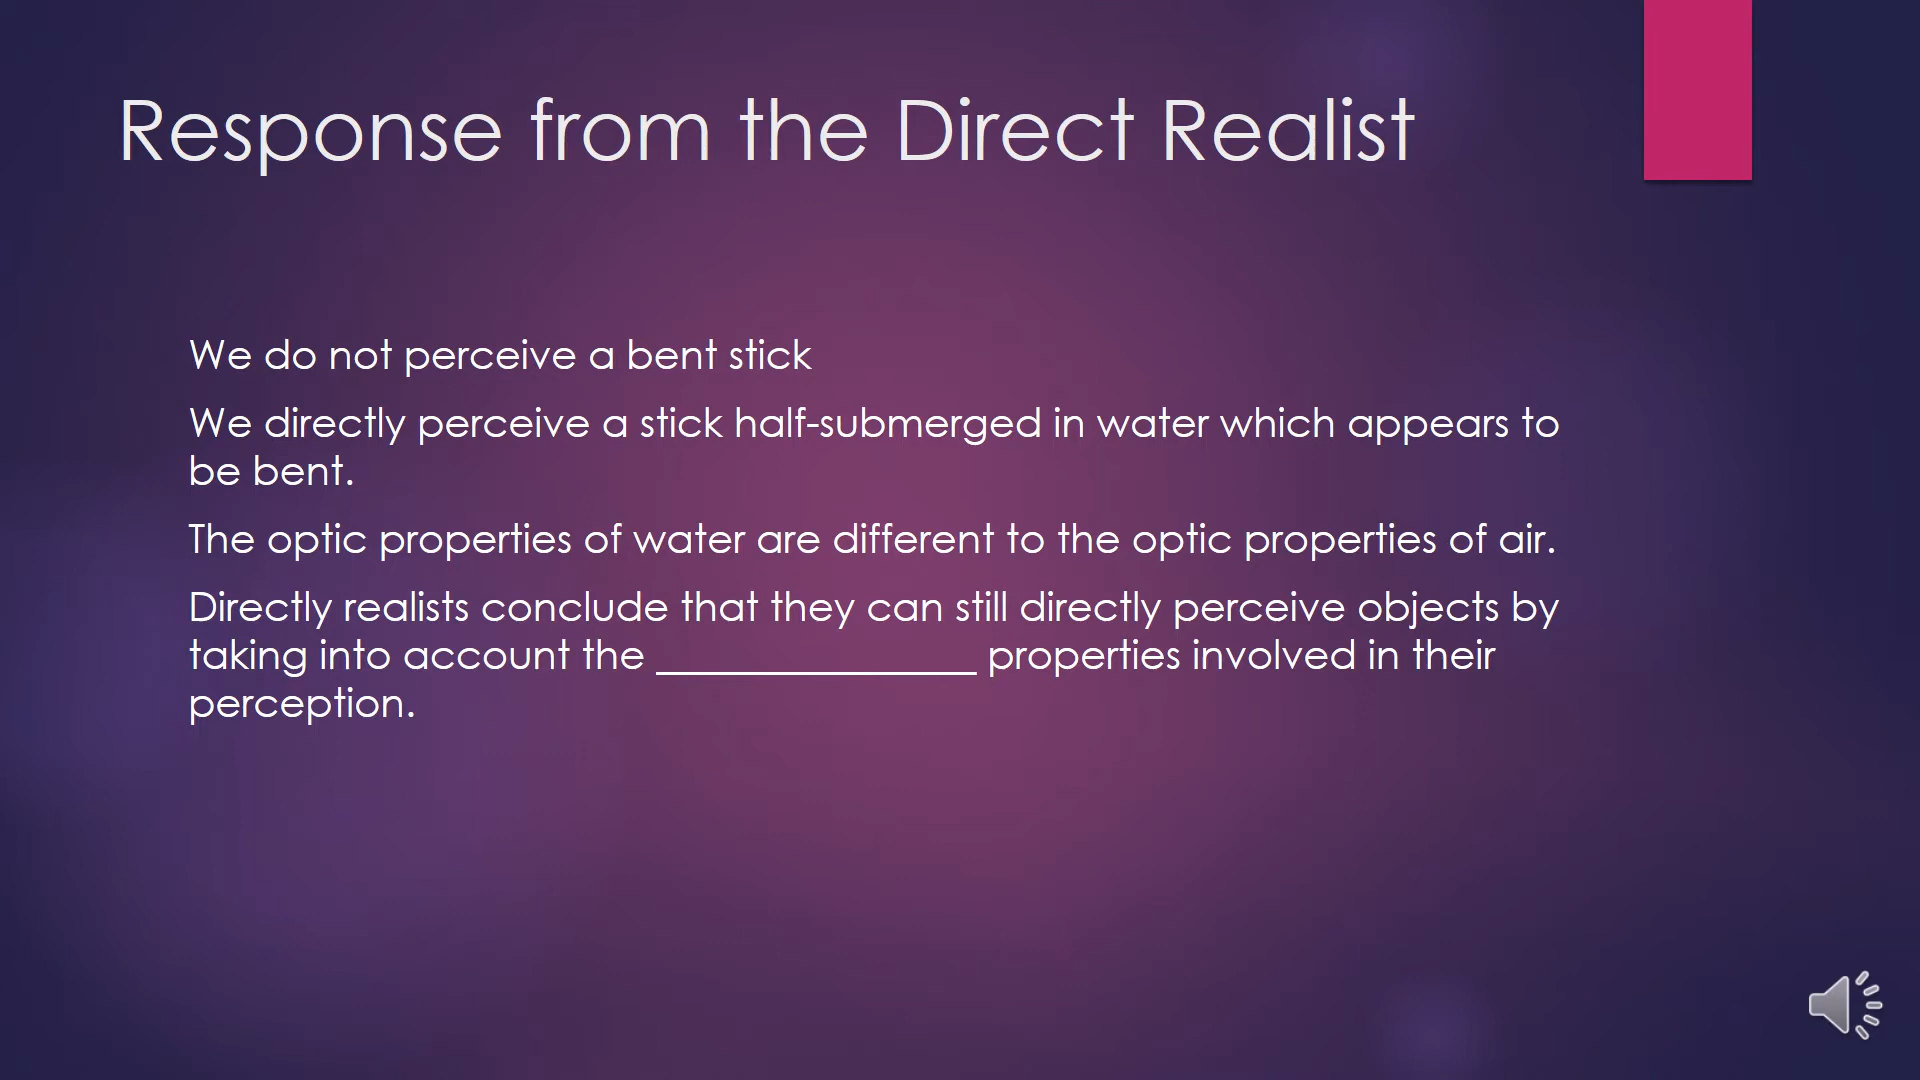 Response from the Direct Realist
We do not perceive a bent stick
We directly perceive a stick half-submerged in water which appears to
be bent.
The optic properties of water are different to the optic properties of air.
Directly realists conclude that they can still directly perceive objects by
taking into account the ________________ properties involved in their
perception.